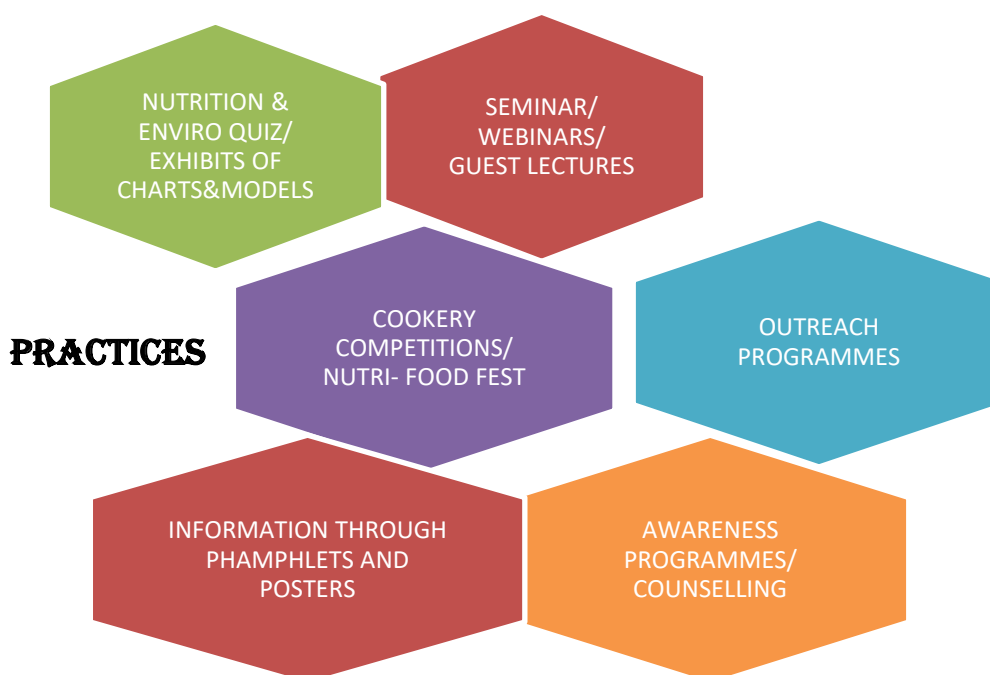 NUTRITION &
ENVIRO QUIZ/
EXHIBITS OF
CHARTS&MODELS
SEMINAR/
WEBINARS/
GUEST LECTURES
PRACTICES
COOKERY
COMPETITIONS/
NUTRI- FOOD FEST
OUTREACH
PROGRAMMES
INFORMATION THROUGH
PHAMPHLETS AND
POSTERS
AWARENESS
PROGRAMMES/
COUNSELLING